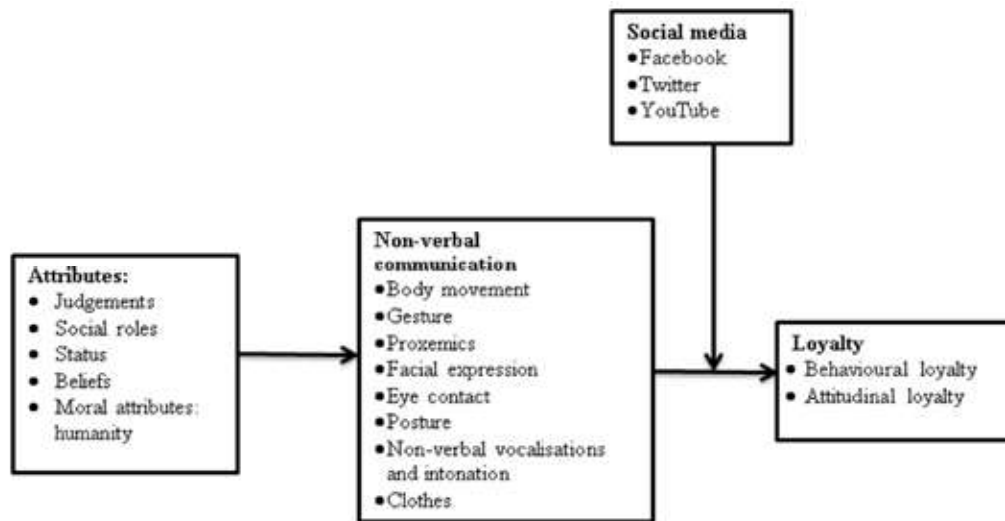 Social media
●Facebook
●Twitter
●YouTube
Attributes:
● Judgements
● Social roles
● Status
● Beliefs
● Moral attributes:
humanity
Non-verbal
communication
●Body movement
●Gesture
●Proxemics
●Facial expression
●Eye contact
●Posture
●Non-verbal vocalisations
and intonation
●Clothes
Loyalty
● Behavioural loyalty
● Attitudinal loyalty